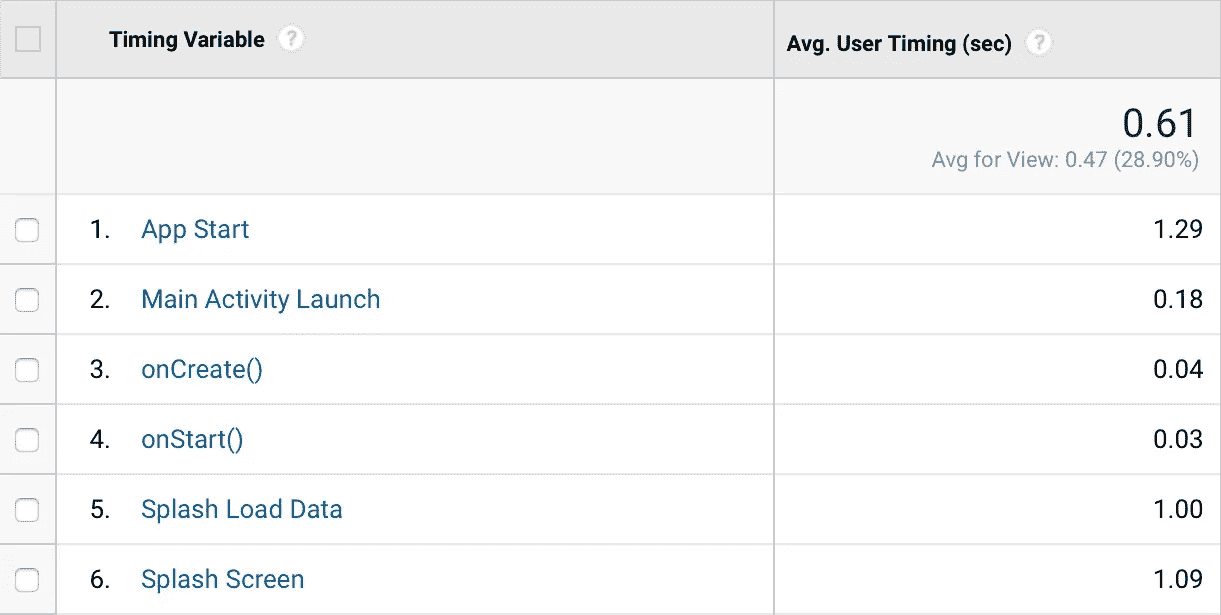 Timing Variable ? Avg. User Timing (sec) ?
0.61
Avg for View: 0.47 (28.90%)
1. App Start 1.29
2. Main Activity Launch 0.18
3. onCreate() 0.04
4. onStart() 0.03
5. Splash Load Data 1.00
6. Splash Screen 1.09